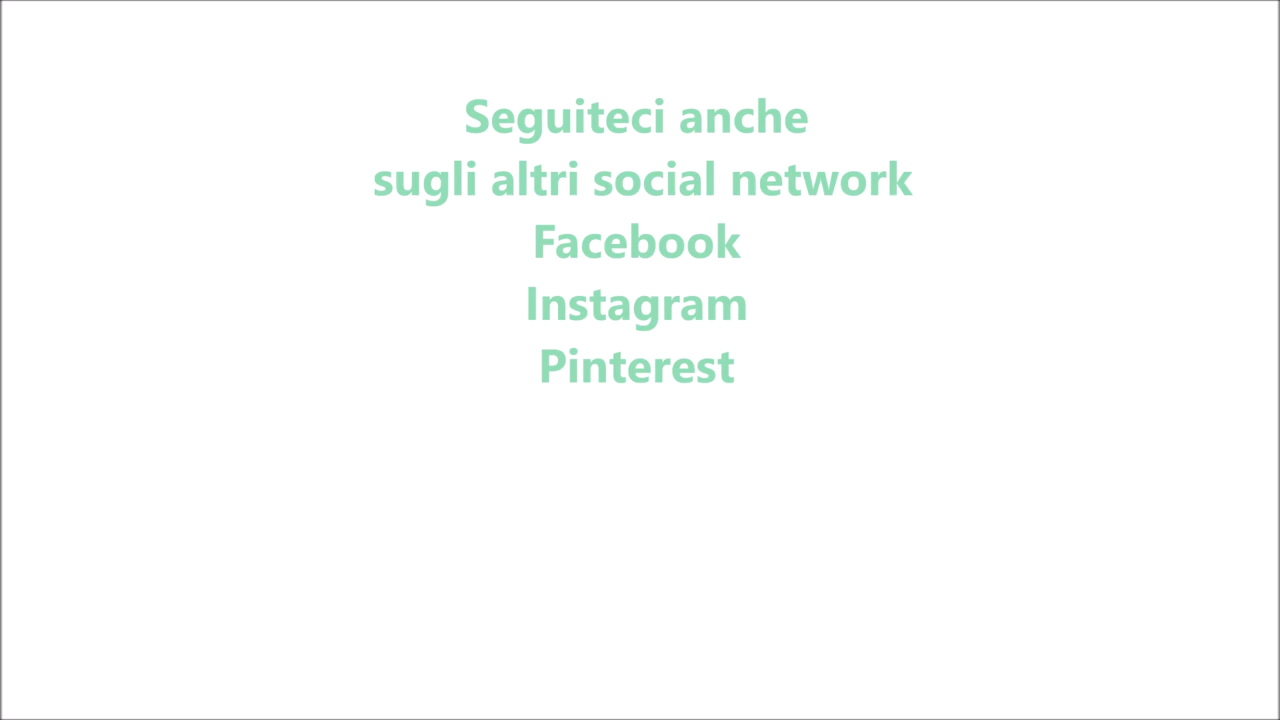 Seguiteci anche
sugli altri social network
Facebook
Instagram
Pinterest